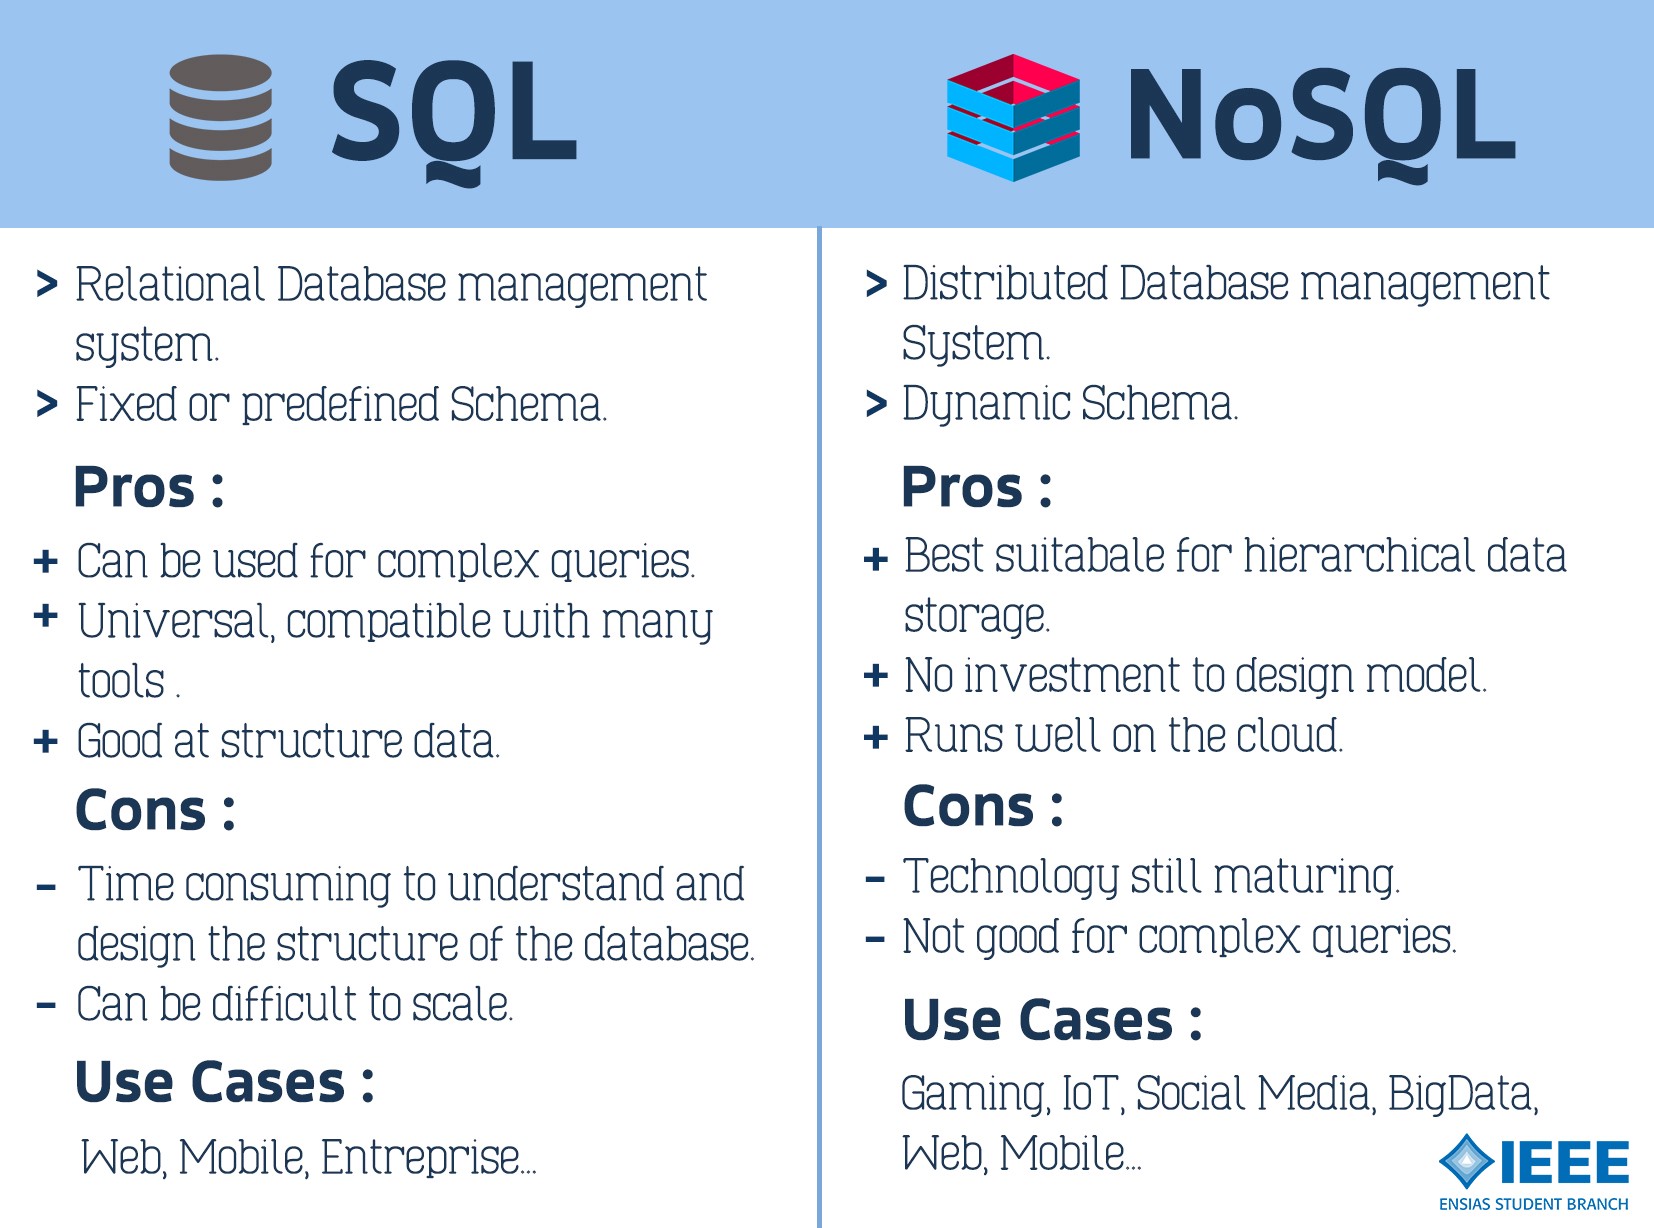 SQL
> Relational Database management
system.
> Fixed or predefined Schema.
Pros :
+ Can be used for complex queries.
+ Universal, compatible with many
tools .
+ Good at structure data.
Cons :
- Time consuming to understand and
design the structure of the database.
- Can be difficult to scale.
Use Cases :
Web, Mobile, Entreprise...
NoSQL
> Distributed Database management
System.
> Dynamic Schema.
Pros :
+ Best suitabale for hierarchical data
storage.
+ No investment to design model.
+ Runs well on the cloud.
Cons :
- Technology still maturing.
- Not good for complex queries.
Use Cases :
Gaming, IoT, Social Media, BigData,
Web, Mobile...
IEEE
ENSIAS STUDENT BRANCH